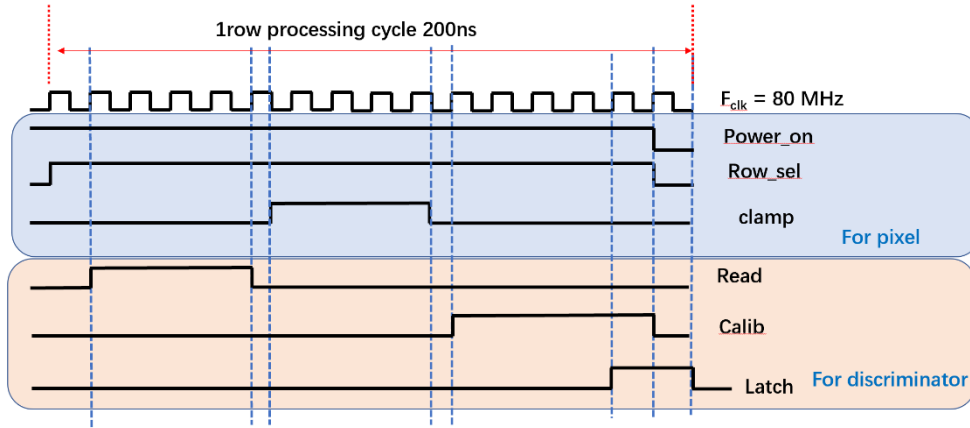 1row processing cycle 200ns
Fclk = 80 MHz
Power_on
Row_sel
clamp
For pixel
Read
Calib
Latch
For discriminator